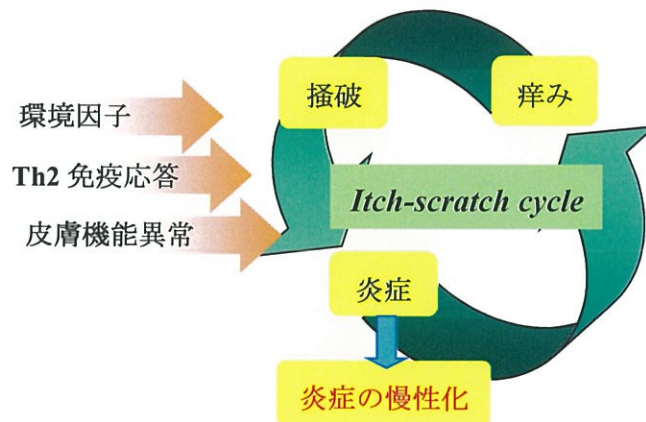 掻破
痒み
環境因子
Th2 免疫応答
皮膚機能異常
Itch-scratch cycle
炎症
炎症の慢性化